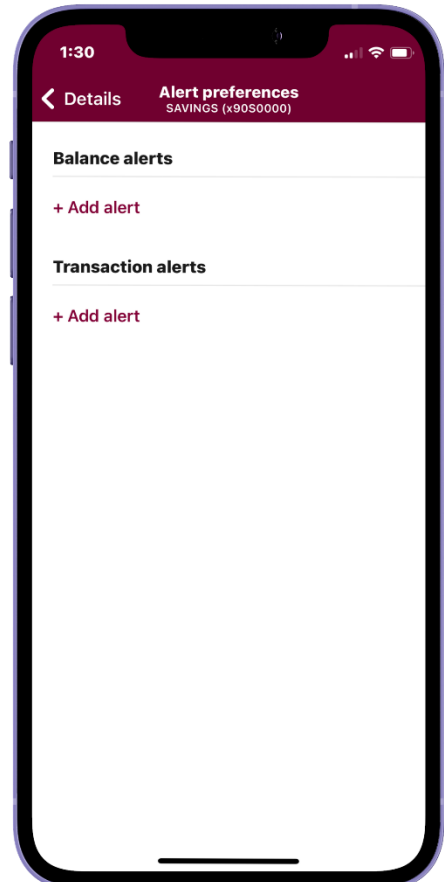 1:30
Details
Alert preferences
SAVINGS (x90S0000)
Balance alerts
+ Add alert
Transaction alerts
+ Add alert